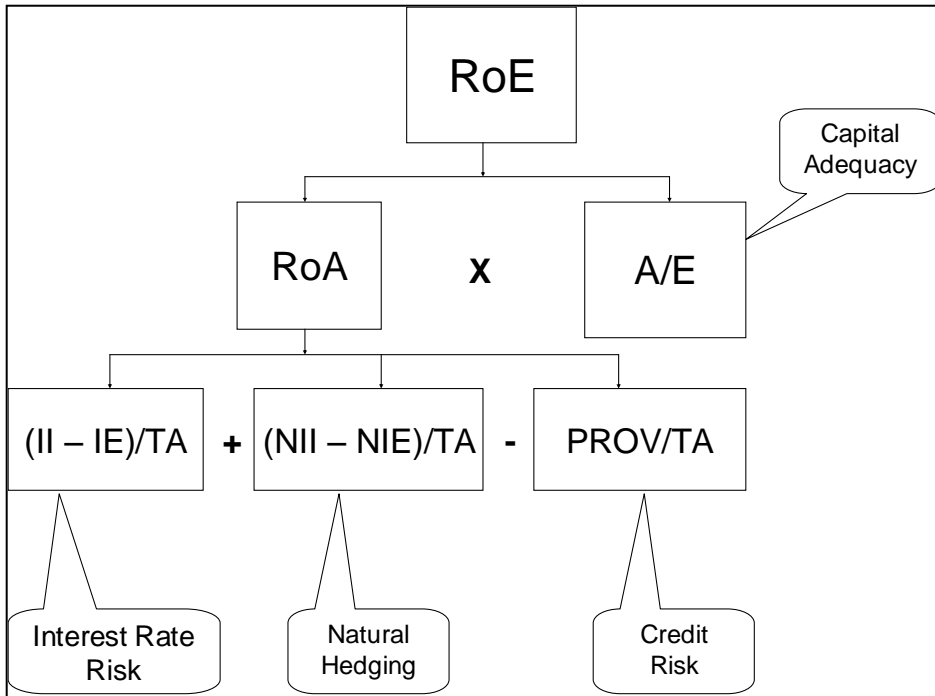 RoE
Capital
Adequacy
RoA
X
A/E
(II – IE)/TA + (NII – NIE)/TA - PROV/TA
Interest Rate
Risk
Natural
Hedging
Credit
Risk